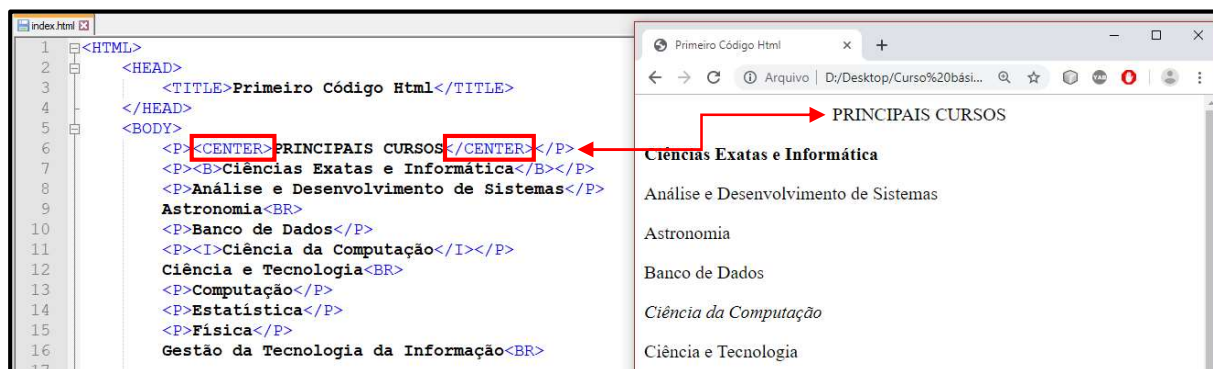 index.html
1 <HTML>
2 <HEAD>
3 <TITLE>Primeiro Código Html</TITLE>
4 </HEAD>
5 <BODY>
6 <P><CENTER>PRINCIPAIS CURSOS</CENTER></P>
7 <P><B>Ciências Exatas e Informática</B></P>
8 <P>Análise e Desenvolvimento de Sistemas</P>
9 Astronomia<BR>
10 <P>Banco de Dados</P>
11 <P><I>Ciência da Computação</I></P>
12 Ciência e Tecnologia<BR>
13 <P>Computação</P>
14 <P>Estatística</P>
15 <P>Física</P>
16 Gestão da Tecnologia da Informação<BR>
17
Primeiro Código Html
Arquivo | D:/Desktop/Curso%20bási...
PRINCIPAIS CURSOS
Ciências Exatas e Informática
Análise e Desenvolvimento de Sistemas
Astronomia
Banco de Dados
Ciência da Computação
Ciência e Tecnologia